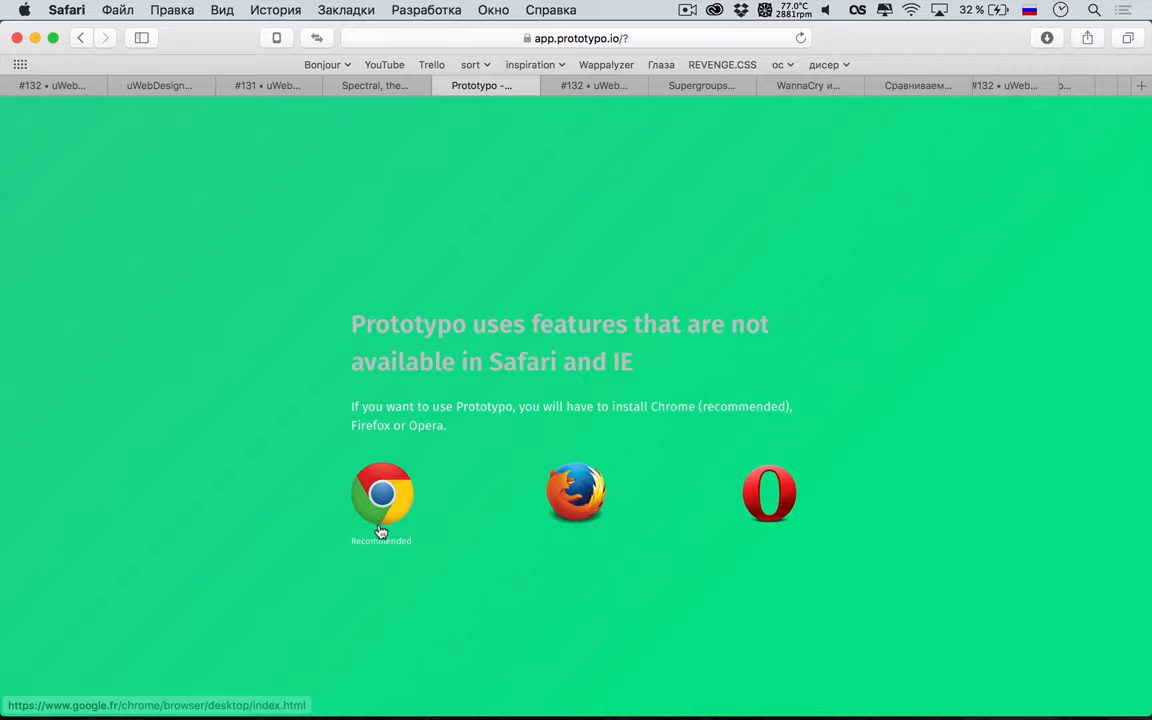 Safari Файл Правка Вид История Закладки Разработка Окно Справка 77.0°C 2881rpm 32 %
app.prototypo.io/?
Bonjour YouTube Trello sort inspiration Wappalyzer Глаза REVENGE.CSS ос дисер
#132 • uWeb... uWebDesign... #131 • uWeb... Spectral, the... Prototypo -... #132 • uWeb... Supergroups... WannaCry и... Сравниваем... #132 • uWeb...
Prototypo uses features that are not
available in Safari and IE
If you want to use Prototypo, you will have to install Chrome (recommended),
Firefox or Opera.
Recommended
https://www.google.fr/chrome/browser/desktop/index.html